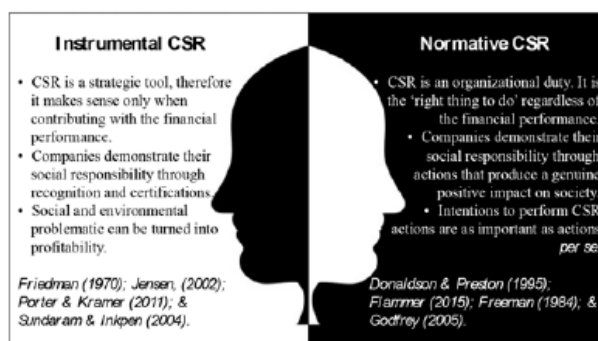 Instrumental CSR
• CSR is a strategic tool, therefore
it makes sense only when
contributing with the financial
performance.
• Companies demonstrate their
social responsibility through
recognition and certifications.
• Social and environmental
problematic can be turned into
profitability.
Friedman (1970); Jensen, (2002);
Porter & Kramer (2011); &
Sundaram & Inkpen (2004).
Normative CSR
• CSR is an organizational duty. It is
the ‘right thing to do’ regardless of
the financial performance.
• Companies demonstrate their
social responsibility through
actions that produce a genuine
positive impact on society.
• Intentions to perform CSR
actions are as important as actions
per se
Donaldson & Preston (1995);
Flammer (2015); Freeman (1984); &
Godfrey (2005).